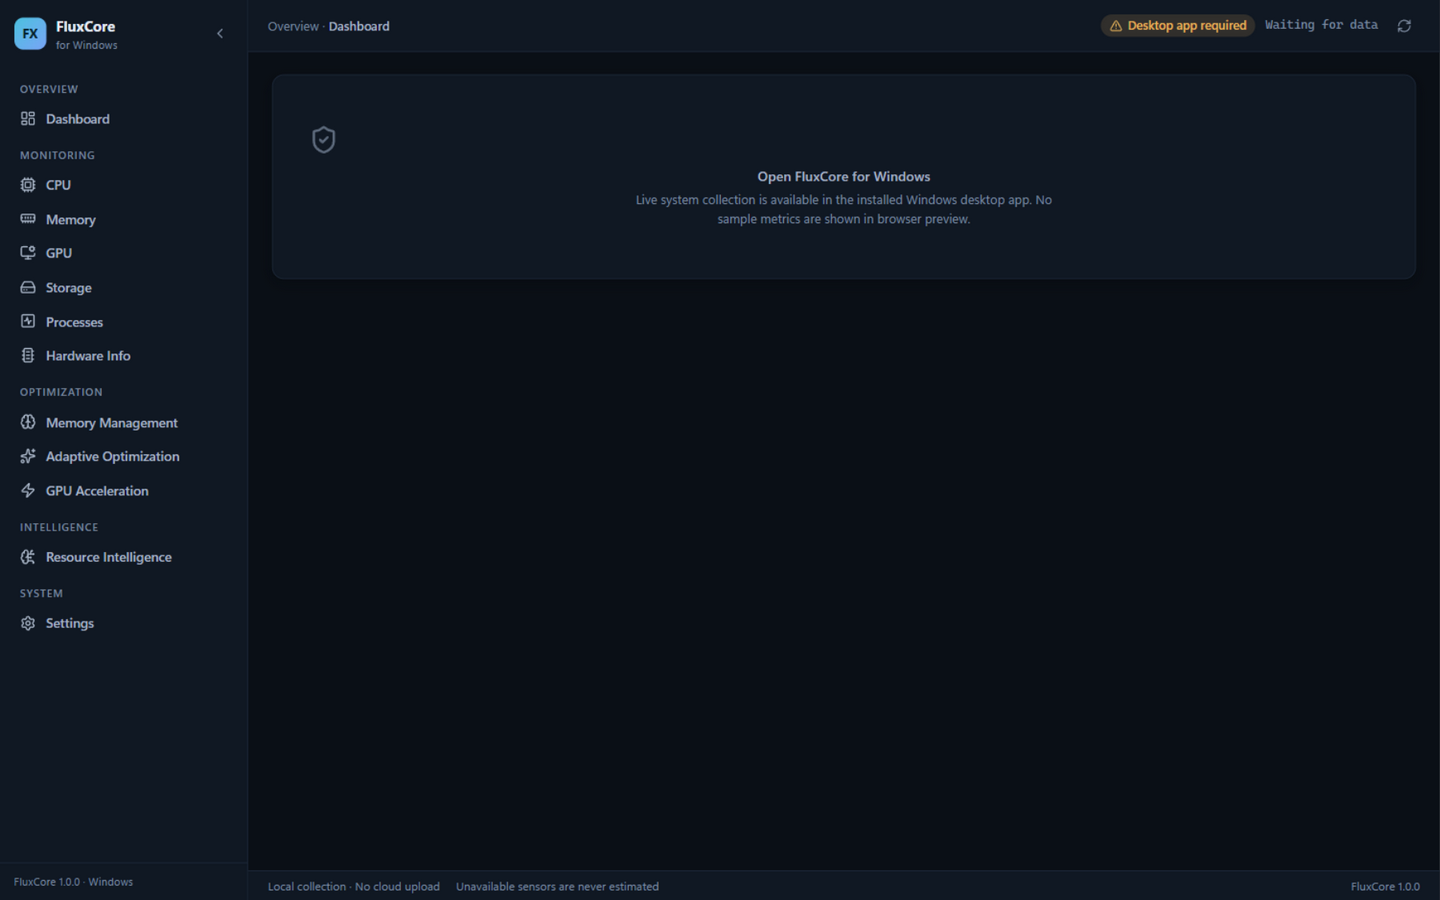 FX
FluxCore
for Windows
OVERVIEW
Dashboard
MONITORING
CPU
Memory
GPU
Storage
Processes
Hardware Info
OPTIMIZATION
Memory Management
Adaptive Optimization
GPU Acceleration
INTELLIGENCE
Resource Intelligence
SYSTEM
Settings
FluxCore 1.0.0 · Windows
Overview · Dashboard
Desktop app required
Waiting for data
Open FluxCore for Windows
Live system collection is available in the installed Windows desktop app. No
sample metrics are shown in browser preview.
Local collection · No cloud upload
Unavailable sensors are never estimated
FluxCore 1.0.0